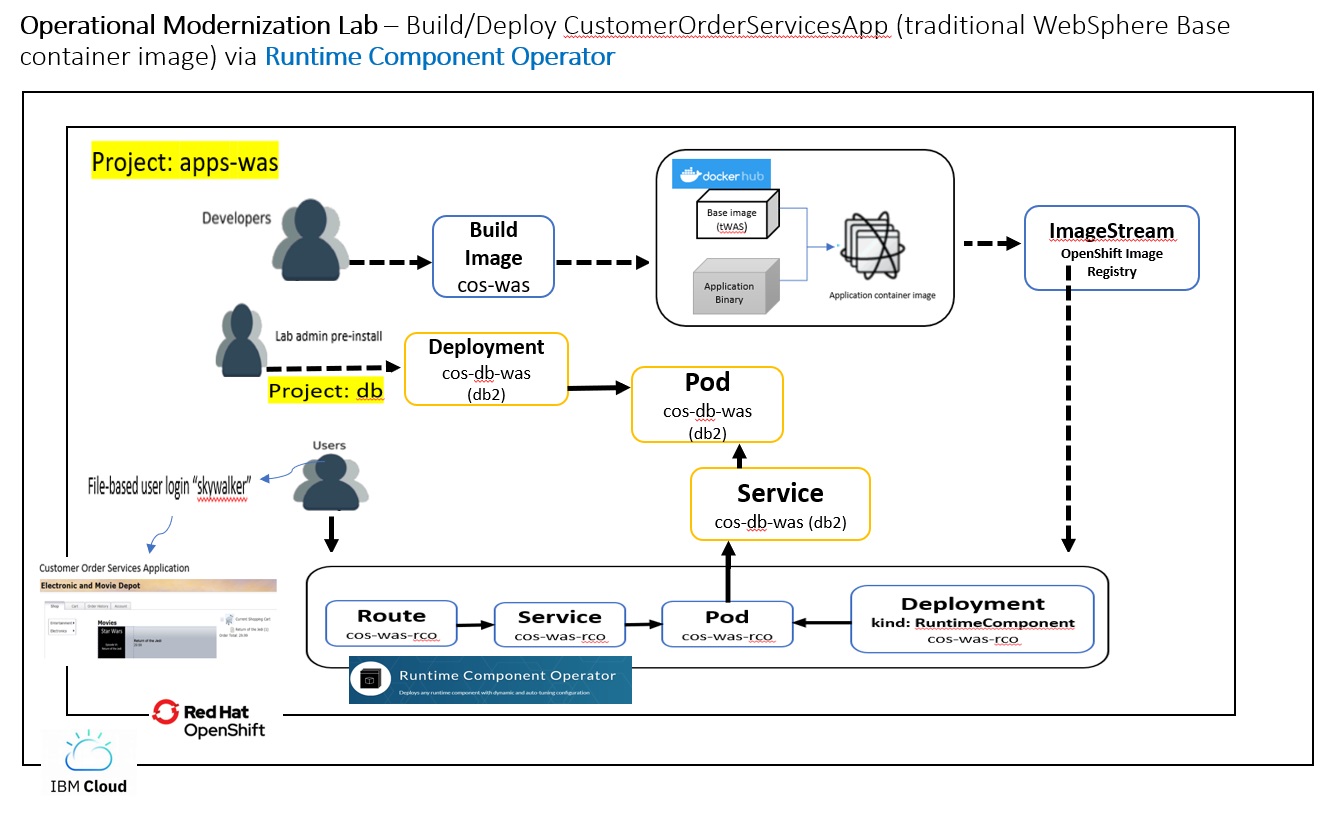 Operational Modernization Lab – Build/Deploy CustomerOrderServicesApp (traditional WebSphere Base
container image) via Runtime Component Operator
Project: apps-was
Developers
Build
Image
cos-was
docker hub
Base image
(tWAS)
Application
Binary
Application container image
ImageStream
OpenShift Image
Registry
Lab admin pre-install
Project: db
Deployment
cos-db-was
(db2)
Pod
cos-db-was
(db2)
Service
cos-db-was (db2)
Users
File-based user login “skywalker”
Customer Order Services Application
Electronic and Movie Depot
Shop Cart Order History Account
Entertainment
Electronics
Movies
Star Wars
Return of the Jedi
Current Shopping Cart
Route
cos-was-rco
Service
cos-was-rco
Pod
cos-was-rco
Deployment
kind: RuntimeComponent
cos-was-rco
Runtime Component Operator
Deploys any runtime component with dynamic and auto-tuning configuration
Red Hat
OpenShift
IBM Cloud